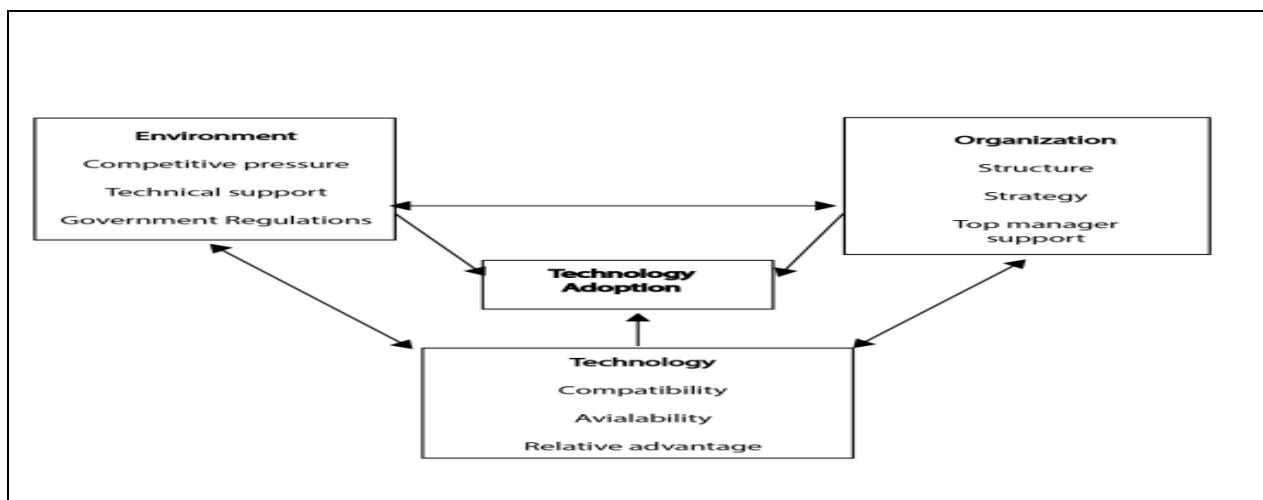 Environment
Competitive pressure
Technical support
Government Regulations
Organization
Structure
Strategy
Top manager
support
Technology
Adoption
Technology
Compatibility
Avialability
Relative advantage